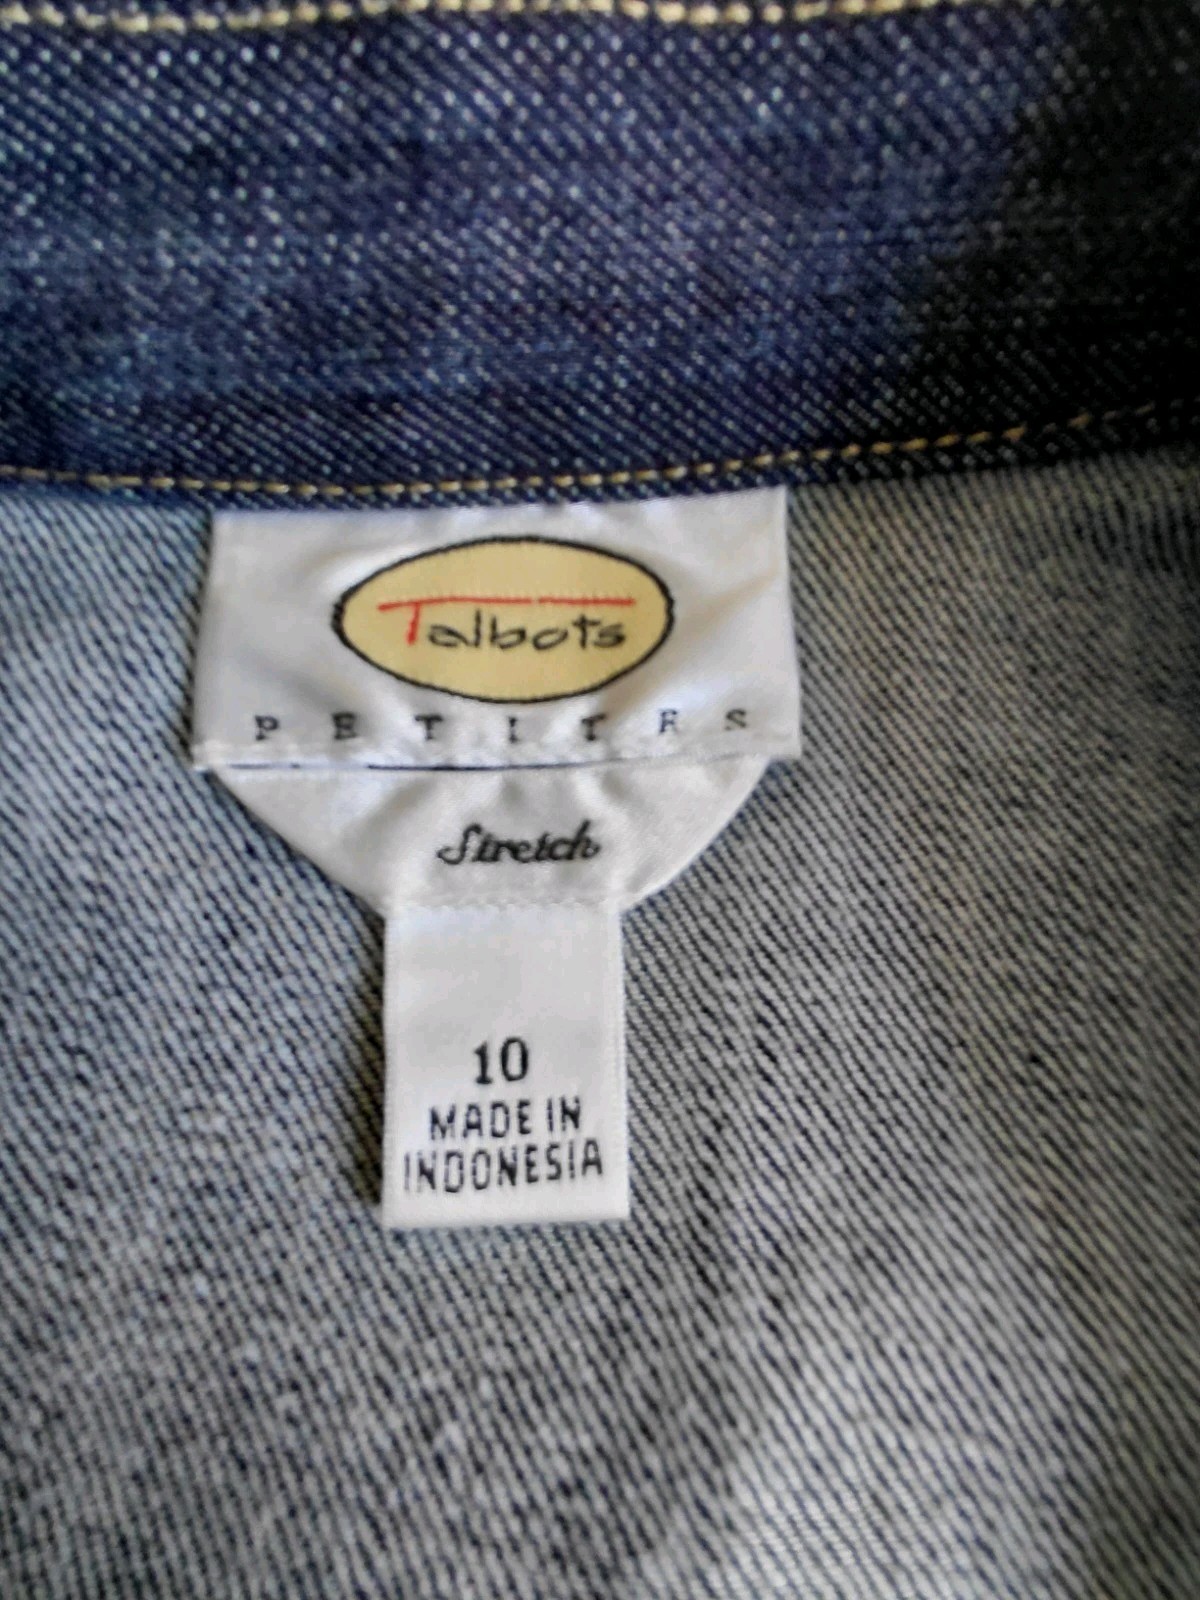 Talbots
PETITES
Stretch
10
MADE IN
INDONESIA